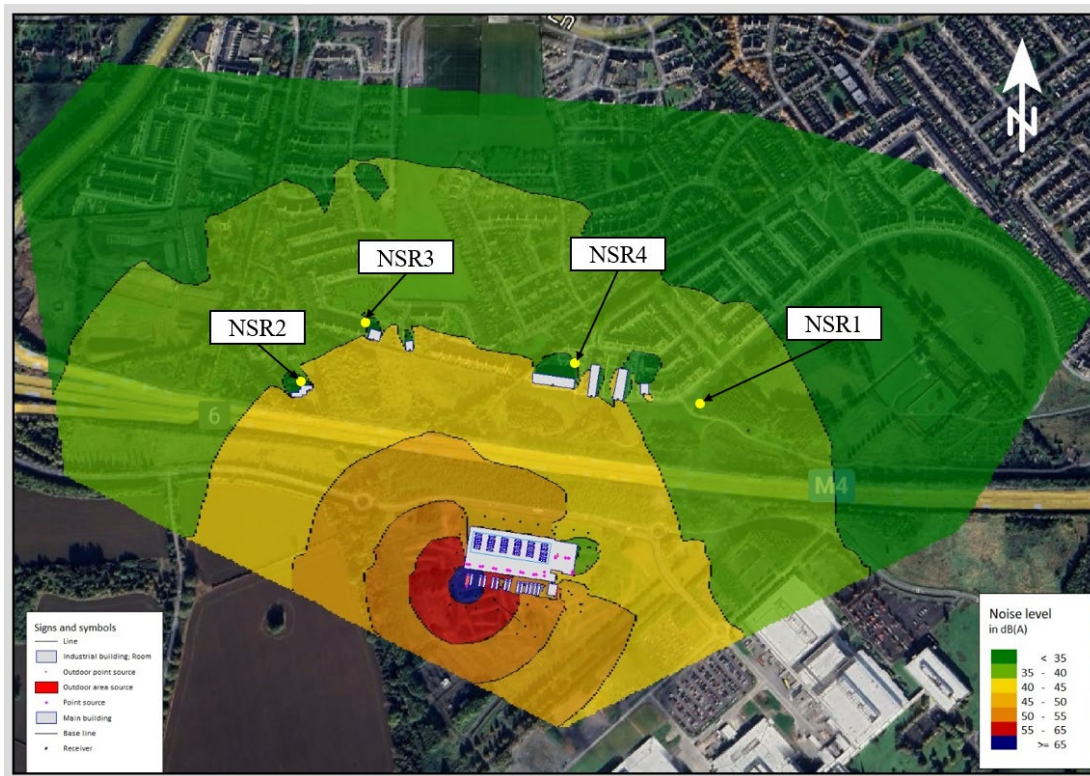 Ln
N
NSR3
NSR4
NSR2
NSR1
6
M4
Signs and symbols
Line
Industrial building; Room
Outdoor point source
Outdoor area source
Point source
Main building
Base line
Receiver
Noise level
in dB(A)
< 35
35 - 40
40 - 45
45 - 50
50 - 55
55 - 65
>= 65